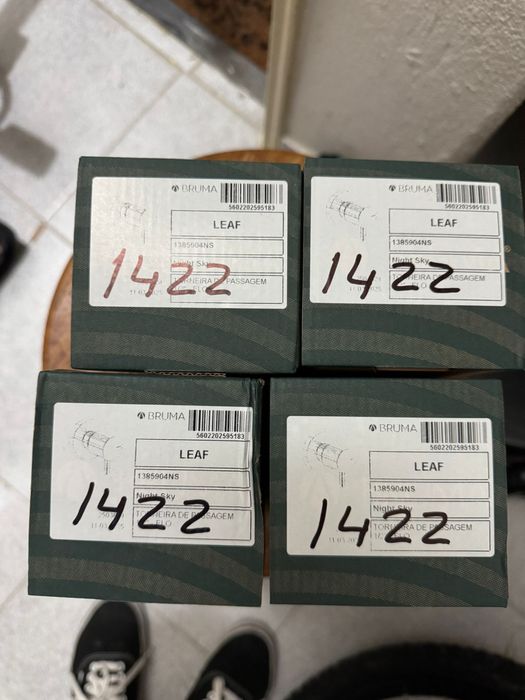 BRUMA
5602202595183
LEAF
1385904NS
Night Sky
1422
BRUMA
5602202595183
LEAF
1385904NS
Night Sky
1422
BRUMA
5602202595183
LEAF
1385904NS
Night Sky
TORNEIRA DE PASSAGEM
1422
BRUMA
5602202595183
LEAF
1385904NS
Night Sky
TORNEIRA DE PASSAGEM
1422